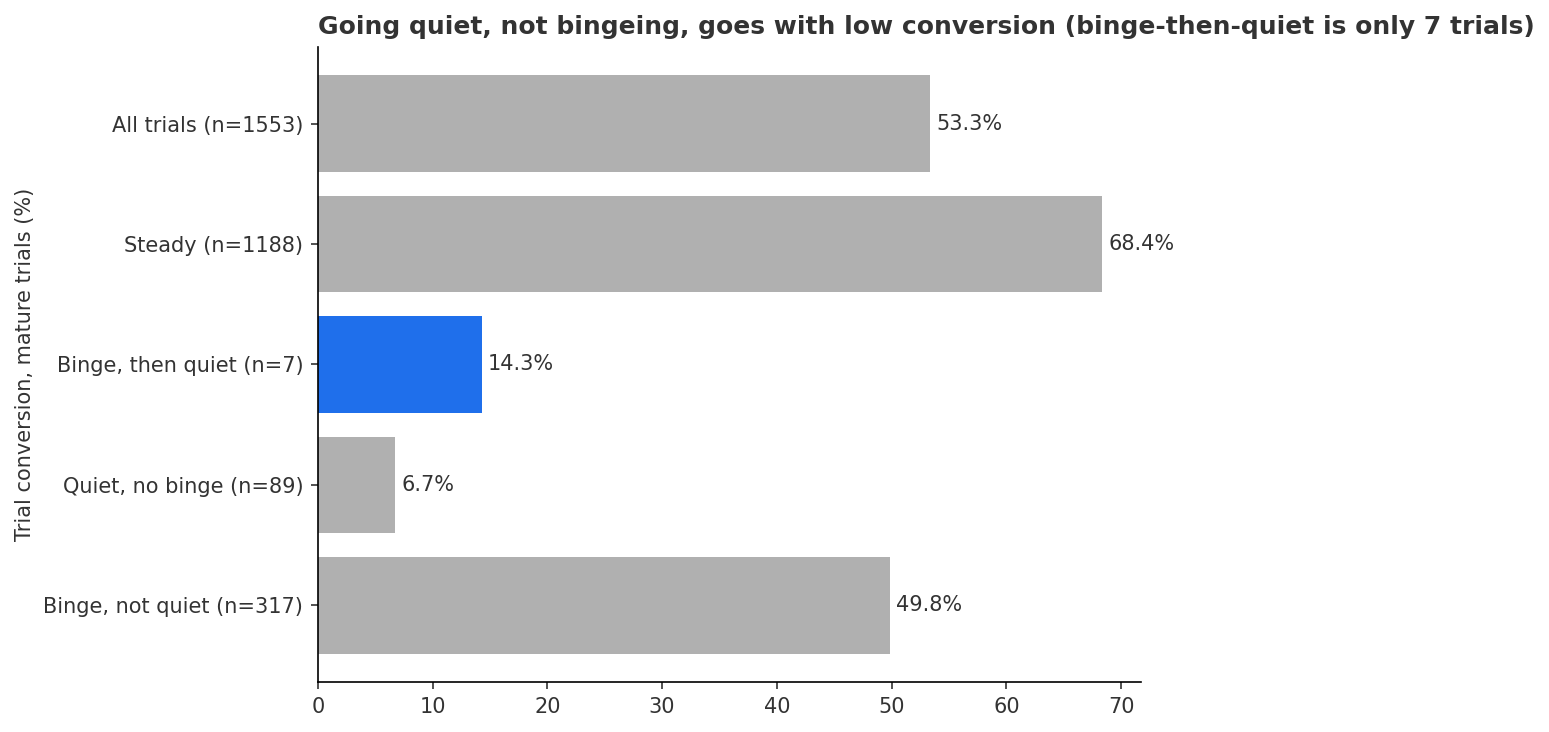 Going quiet, not bingeing, goes with low conversion (binge-then-quiet is only 7 trials)
Trial conversion, mature trials (%)
All trials (n=1553)
53.3%
Steady (n=1188)
68.4%
Binge, then quiet (n=7)
14.3%
Quiet, no binge (n=89)
6.7%
Binge, not quiet (n=317)
49.8%
0 10 20 30 40 50 60 70